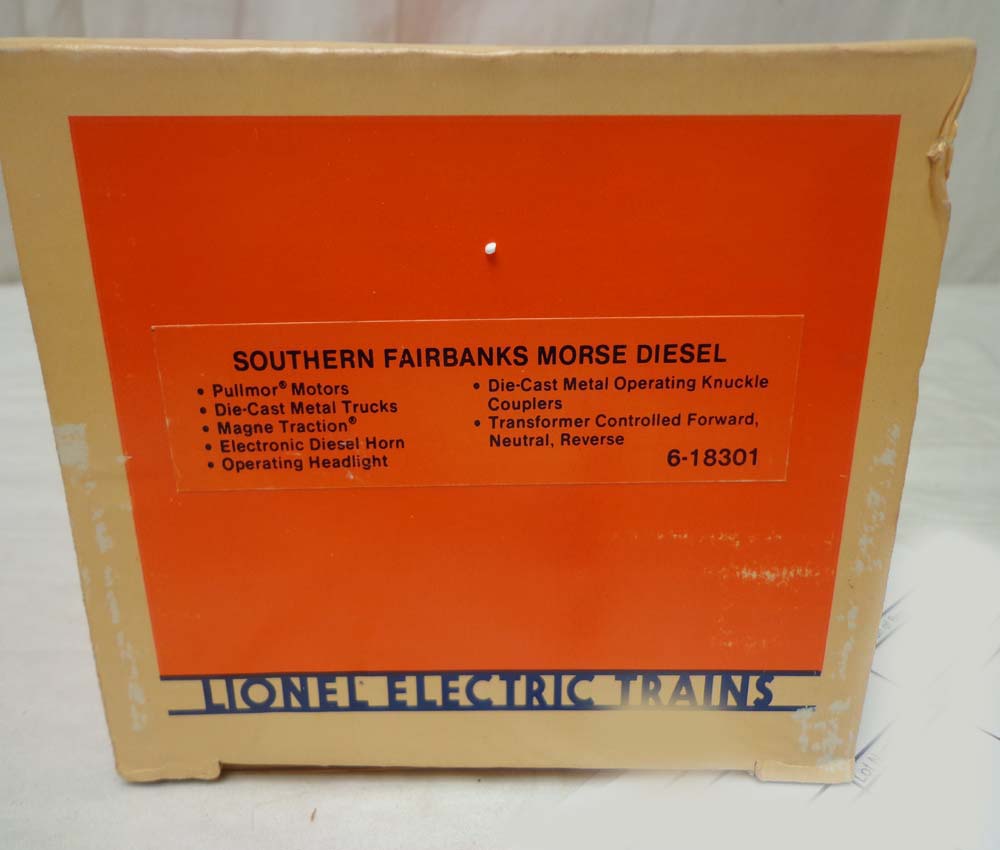 SOUTHERN FAIRBANKS MORSE DIESEL
• Pullmor® Motors
• Die-Cast Metal Trucks
• Magne Traction®
• Electronic Diesel Horn
• Operating Headlight
• Die-Cast Metal Operating Knuckle
Couplers
• Transformer Controlled Forward,
Neutral, Reverse
6-18301
LIONEL ELECTRIC TRAINS